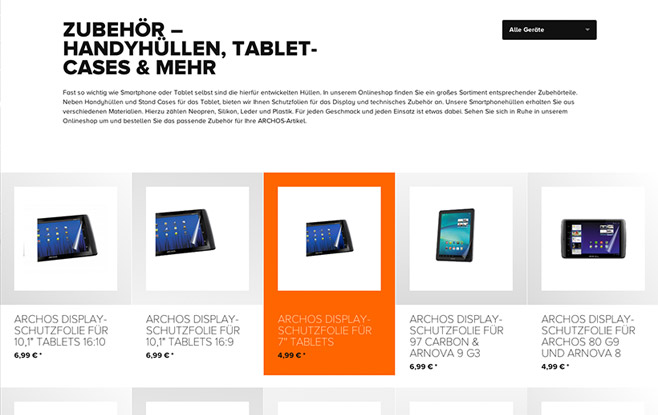 ZUBEHÖR –
HANDYHÜLLEN, TABLET-
CASES & MEHR
Alle Geräte
Fast so wichtig wie Smartphone oder Tablet selbst sind die hierfür entwickelten Hüllen. In unserem Onlineshop finden Sie ein großes Sortiment entsprechender Zubehörteile.
Neben Handyhüllen und Stand Cases für das Tablet, bieten wir Ihnen Schutzfolien für das Display und technisches Zubehör an. Unsere Smartphonehüllen erhalten Sie aus
verschiedenen Materialien. Hierzu zählen Neopren, Silikon, Leder und Plastik. Für jeden Geschmack und jeden Einsatz ist etwas dabei. Sehen Sie sich in Ruhe in unserem
Onlineshop um und bestellen Sie das passende Zubehör für Ihre ARCHOS-Artikel.
ARCHOS DISPLAY-
SCHUTZFOLIE FÜR
10,1" TABLETS 16:10
6,99 € *
ARCHOS DISPLAY-
SCHUTZFOLIE FÜR
10,1" TABLETS 16:9
6,99 € *
ARCHOS DISPLAY-
SCHUTZFOLIE FÜR
7" TABLETS
4,99 € *
ARCHOS DISPLAY-
SCHUTZFOLIE FÜR
97 CARBON &
ARNOVA 9 G3
6,99 € *
ARCHOS DISPLAY-
SCHUTZFOLIE FÜR
ARCHOS 80 G9
UND ARNOVA 8
4,99 € *